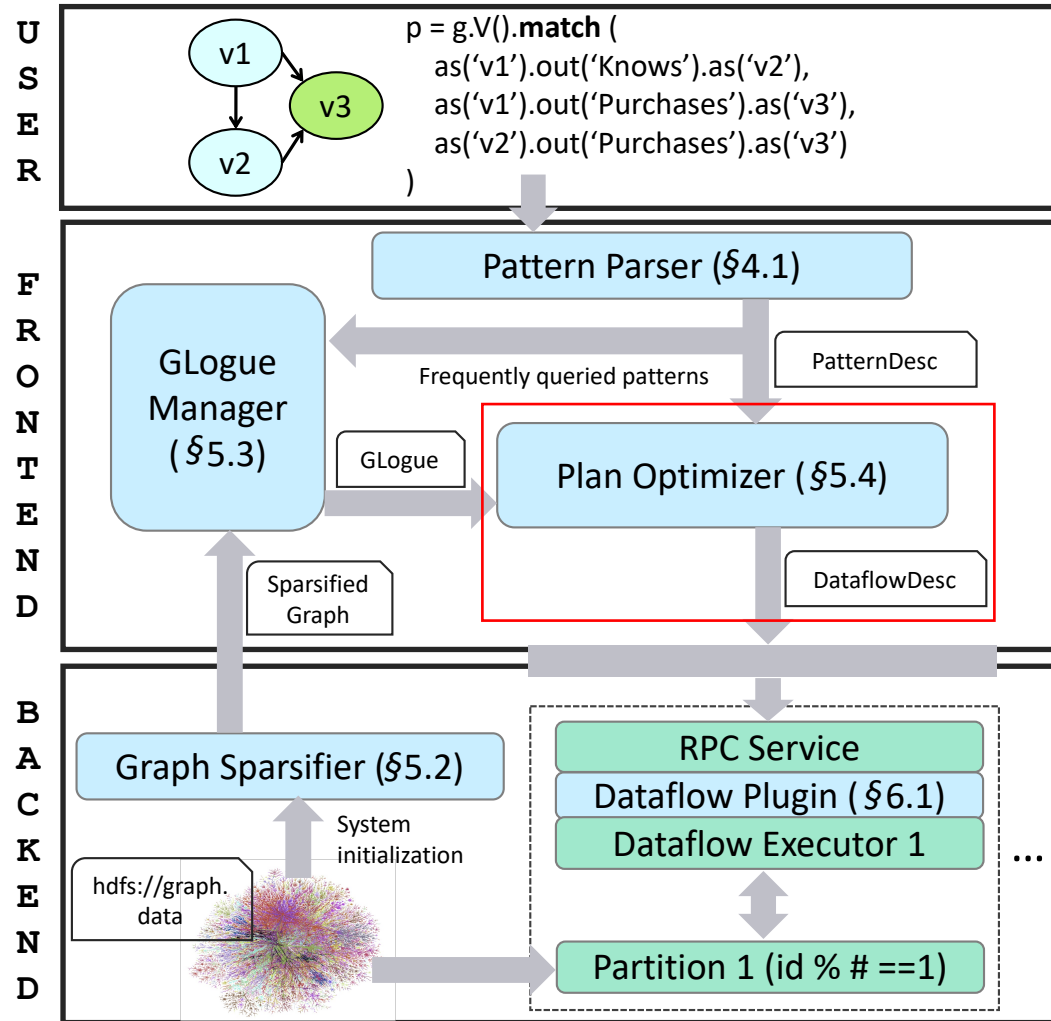 USER
v1
v2
v3
p = g.V().match (
as(‘v1’).out(‘Knows’).as(‘v2’),
as(‘v1’).out(‘Purchases’).as(‘v3’),
as(‘v2’).out(‘Purchases’).as(‘v3’)
)
FRONTEND
Pattern Parser (§4.1)
GLogue
Manager
(§5.3)
Frequently queried patterns
PatternDesc
GLogue
Plan Optimizer (§5.4)
Sparsified
Graph
DataflowDesc
BACKEND
Graph Sparsifier (§5.2)
System
initialization
hdfs://graph.
data
RPC Service
Dataflow Plugin (§6.1)
Dataflow Executor 1
...
Partition 1 (id % # ==1)